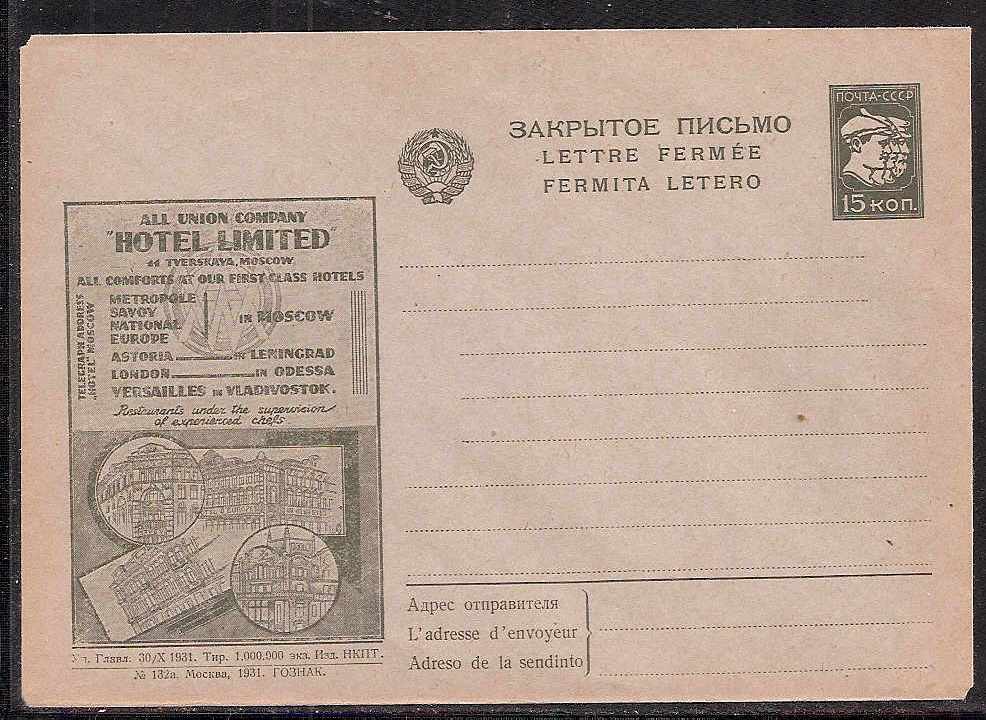 ПОЧТА-СССР
15 КОП.
ЗАКРЫТОЕ ПИСЬМО
LETTRE FERMÉE
FERMITA LETERO
ALL UNION COMPANY
"HOTEL LIMITED"
TVERSKAYA, MOSCOW
ALL COMFORTS AT OUR FIRST CLASS HOTELS
TELEGRAPH ADDRESS
"HOTEL" MOSCOW
METROPOLE
SAVOY
NATIONAL
EUROPE
IN MOSCOW
ASTORIA IN LENINGRAD
LONDON IN ODESSA
VERSAILLES IN VLADIVOSTOK.
Restaurants under the supervision
of experienced chefs
Адрес отправителя
L'adresse d'envoyeur
Adreso de la sendinto
Уп. Главл. 30/X 1931. Тир. 1.000.000 экз. Изд. НКПТ.
№ 132а. Москва, 1931. ГОЗНАК.